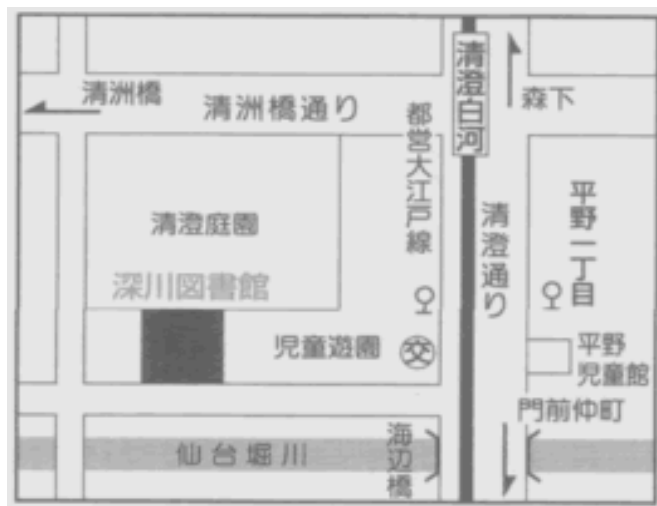 清澄白河
清洲橋
清洲橋通り
森下
都営大江戸線
清澄通り
平野一丁目
清澄庭園
深川図書館
児童遊園
交
平野
児童館
門前仲町
仙台堀川
海辺橋